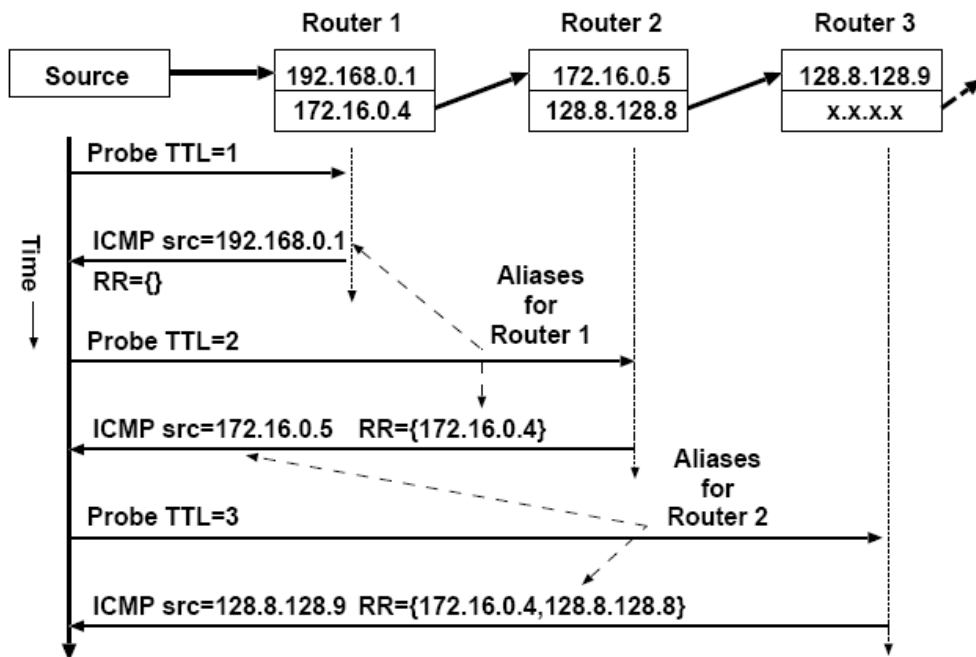 Router 1
Router 2
Router 3
Source
192.168.0.1
172.16.0.4
172.16.0.5
128.8.128.8
128.8.128.9
x.x.x.x
Probe TTL=1
Time
ICMP src=192.168.0.1
RR={}
Aliases
for
Router 1
Probe TTL=2
ICMP src=172.16.0.5 RR={172.16.0.4}
Aliases
for
Router 2
Probe TTL=3
ICMP src=128.8.128.9 RR={172.16.0.4,128.8.128.8}